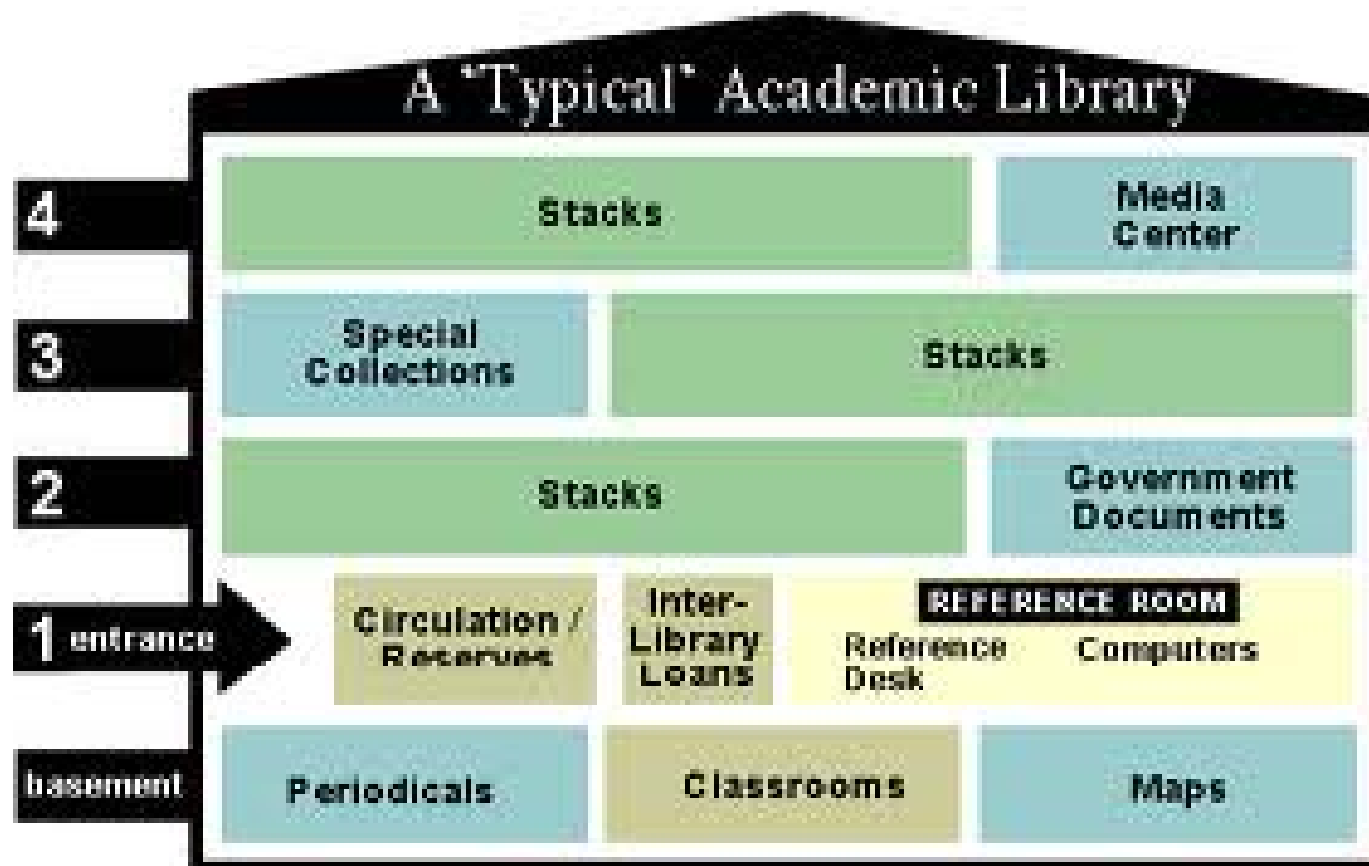 A "Typical" Academic Library
4
Stacks
Media
Center
3
Special
Collections
Stacks
2
Stacks
Government
Documents
1 entrance
Circulation /
Reserves
Inter-
Library
Loans
REFERENCE ROOM
Reference
Desk
Computers
basement
Periodicals
Classrooms
Maps